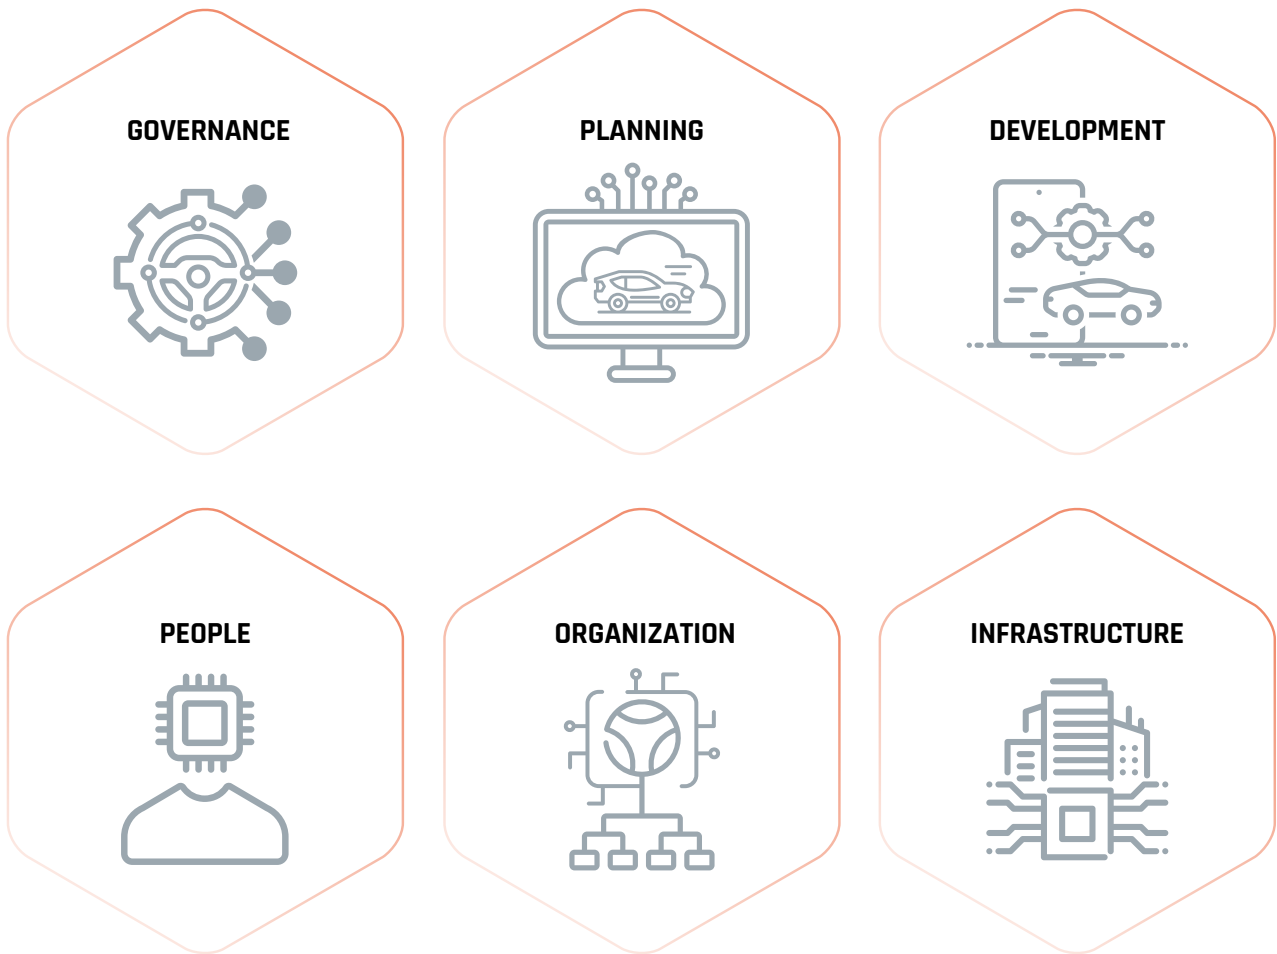 GOVERNANCE
PLANNING
DEVELOPMENT
PEOPLE
ORGANIZATION
INFRASTRUCTURE